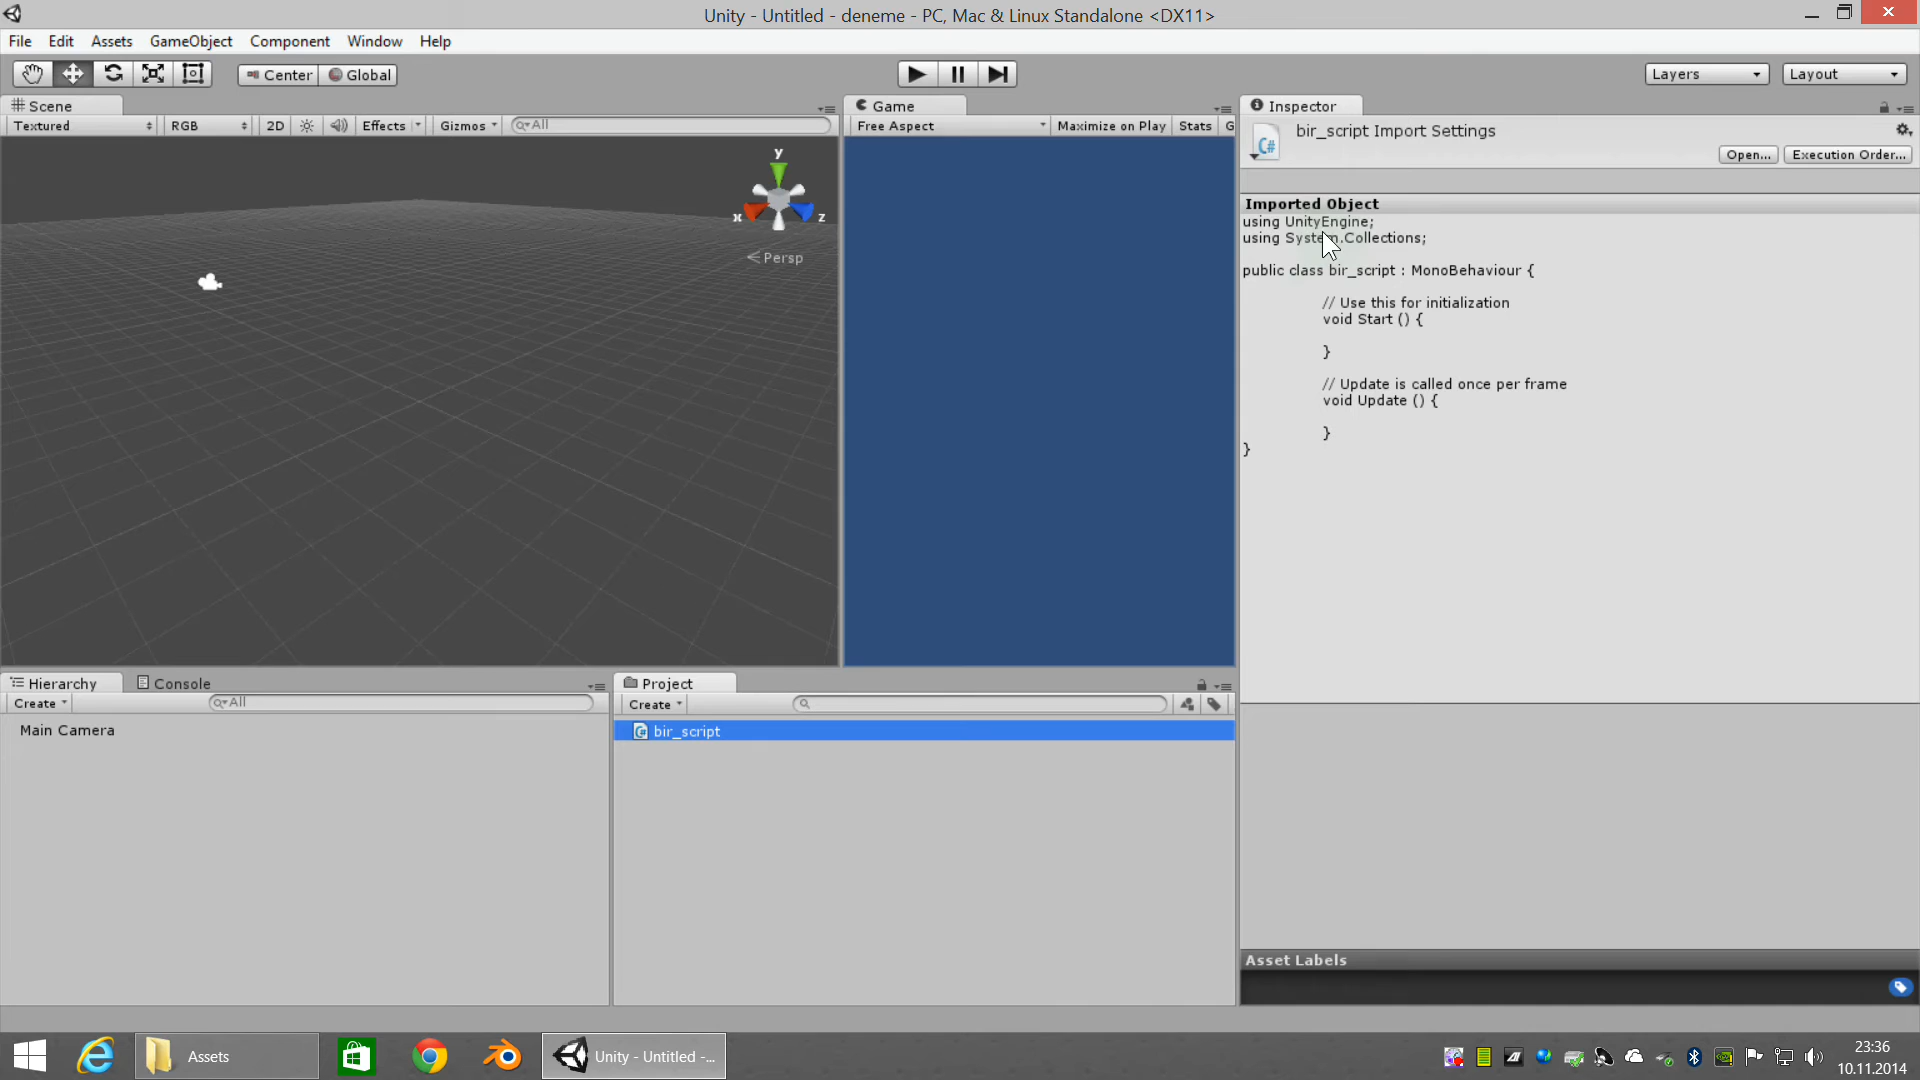 Unity - Untitled - deneme - PC, Mac & Linux Standalone <DX11>
File Edit Assets GameObject Component Window Help
Center Global
Layers Layout
Scene
Textured RGB 2D Effects Gizmos All
y
x z
Persp
Game
Free Aspect Maximize on Play Stats G
Inspector
C#
bir_script Import Settings
Open... Execution Order...
Imported Object
using UnityEngine;
using System.Collections;
public class bir_script : MonoBehaviour {
// Use this for initialization
void Start () {
}
// Update is called once per frame
void Update () {
}
}
Hierarchy Console
Create All
Main Camera
Project
Create
bir_script
Asset Labels
Assets
Unity - Untitled -...
23:36
10.11.2014